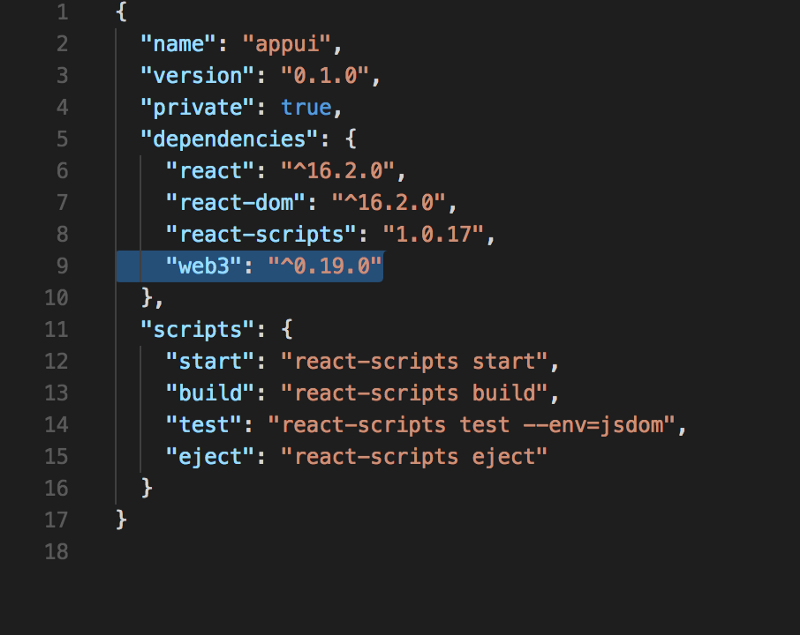 1 {
2   "name": "appui",
3   "version": "0.1.0",
4   "private": true,
5   "dependencies": {
6     "react": "^16.2.0",
7     "react-dom": "^16.2.0",
8     "react-scripts": "1.0.17",
9     "web3": "^0.19.0"
10   },
11   "scripts": {
12     "start": "react-scripts start",
13     "build": "react-scripts build",
14     "test": "react-scripts test --env=jsdom",
15     "eject": "react-scripts eject"
16   }
17 }
18